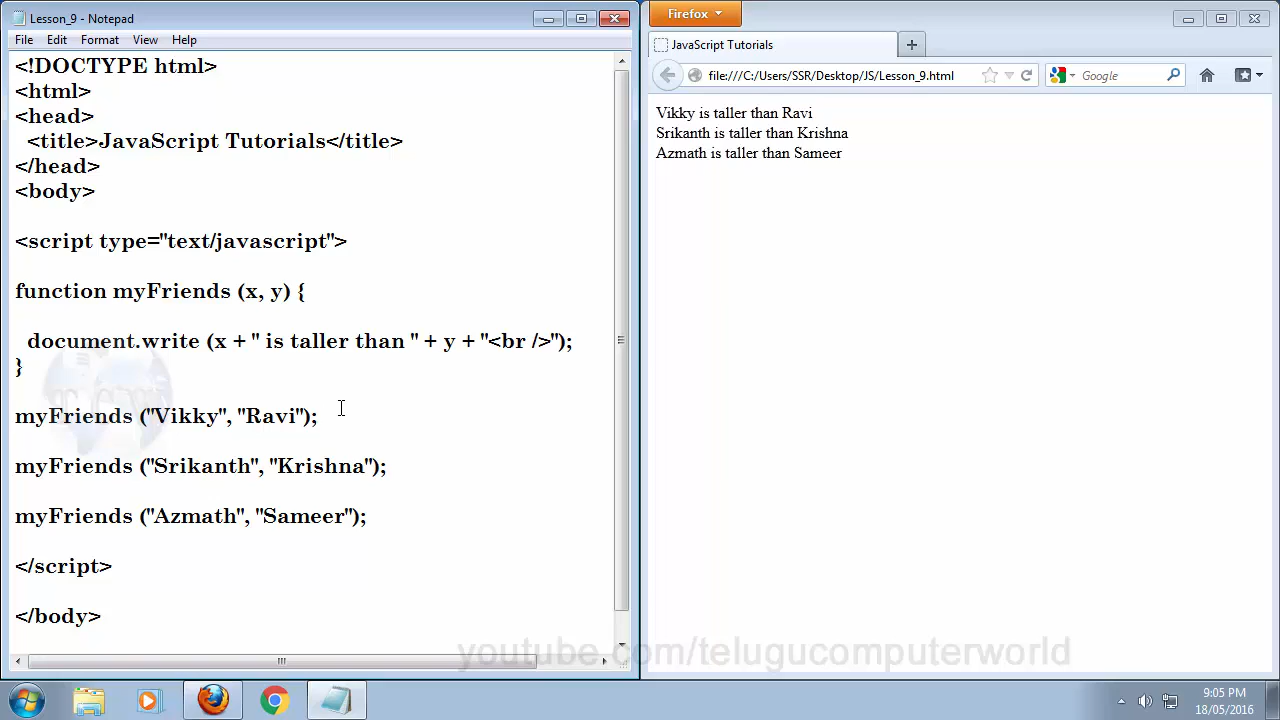 Lesson_9 - Notepad
File Edit Format View Help
<!DOCTYPE html>
<html>
<head>
<title>JavaScript Tutorials</title>
</head>
<body>
<script type="text/javascript">
function myFriends (x, y) {
document.write (x + " is taller than " + y + "<br />");
}
myFriends ("Vikky", "Ravi");
myFriends ("Srikanth", "Krishna");
myFriends ("Azmath", "Sameer");
</script>
</body>
Firefox
JavaScript Tutorials
file:///C:/Users/SSR/Desktop/JS/Lesson_9.html
Google
Vikky is taller than Ravi
Srikanth is taller than Krishna
Azmath is taller than Sameer
youtube.com/telugucomputerworld
9:05 PM
18/05/2016